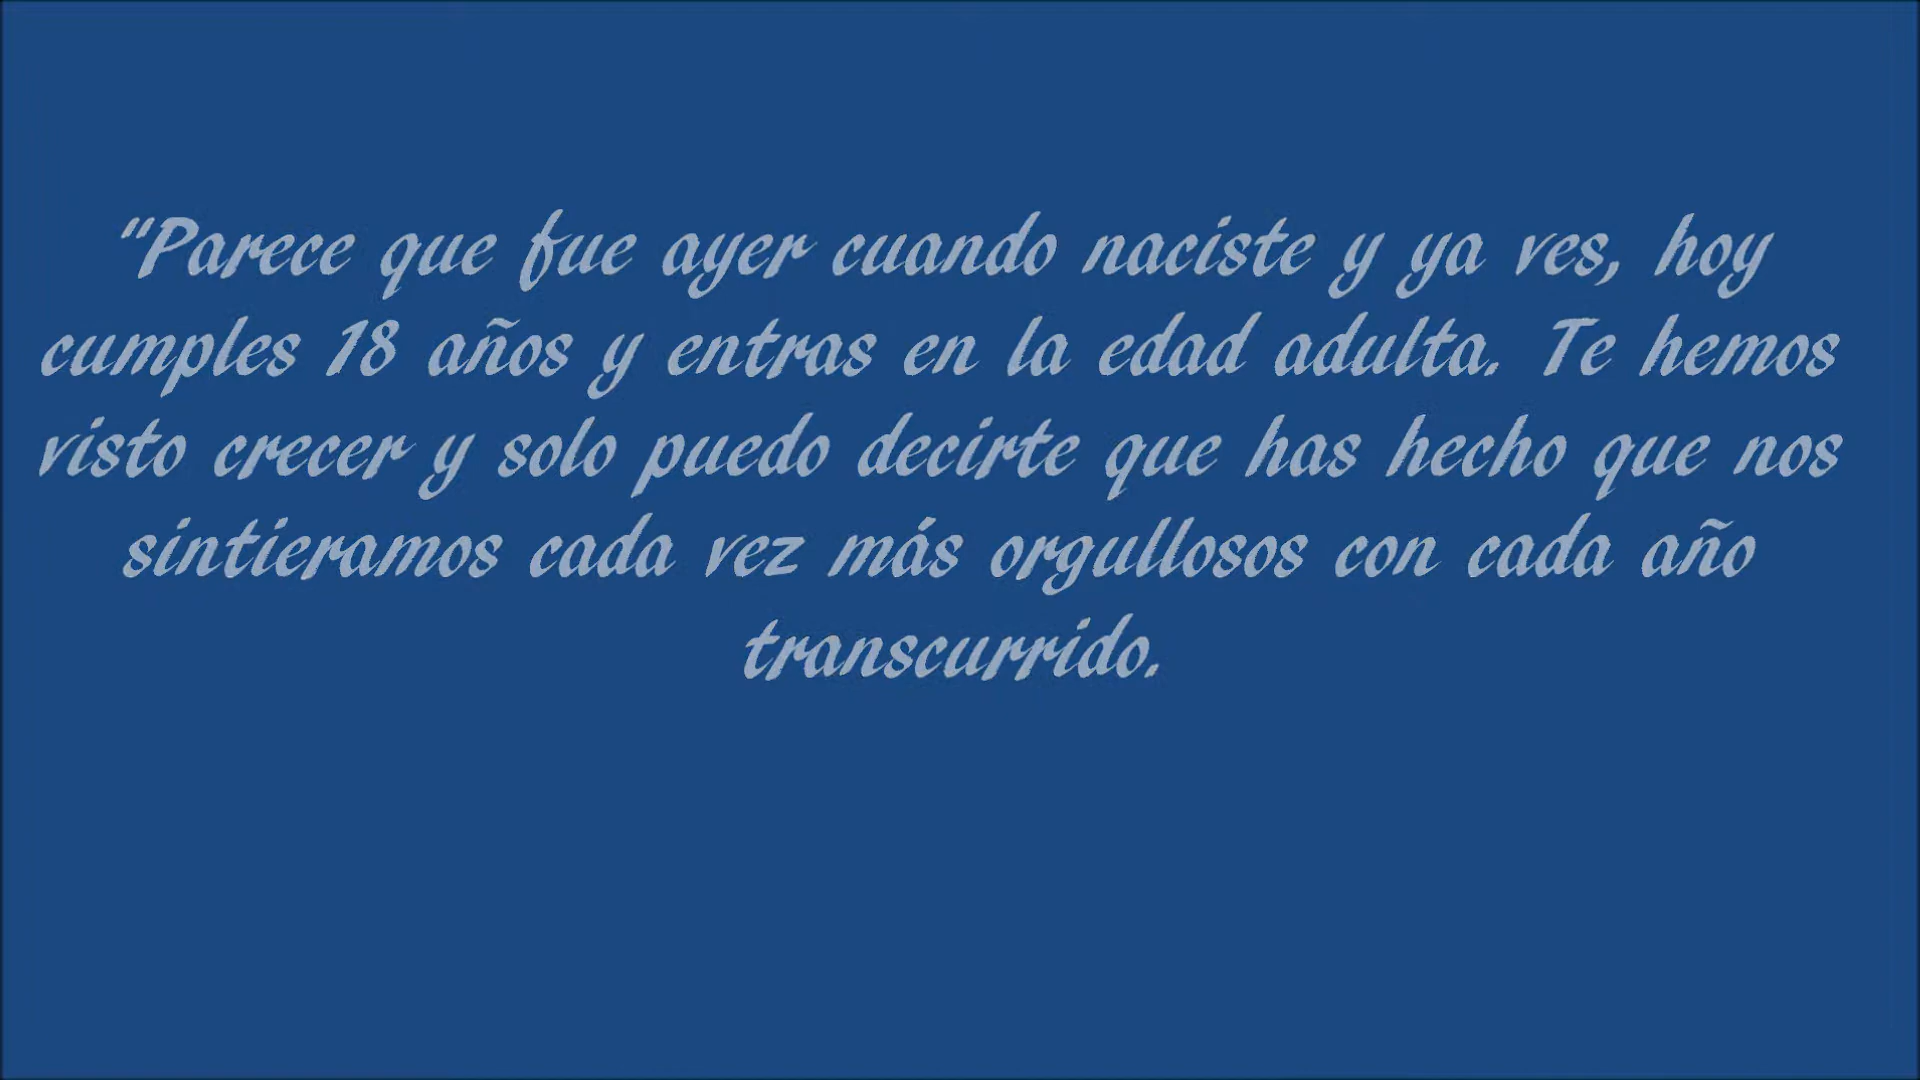 "Parece que fue ayer cuando naciste y ya ves, hoy
cumples 18 años y entras en la edad adulta. Te hemos
visto crecer y solo puedo decirte que has hecho que nos
sintieramos cada vez más orgullosos con cada año
transcurrido.